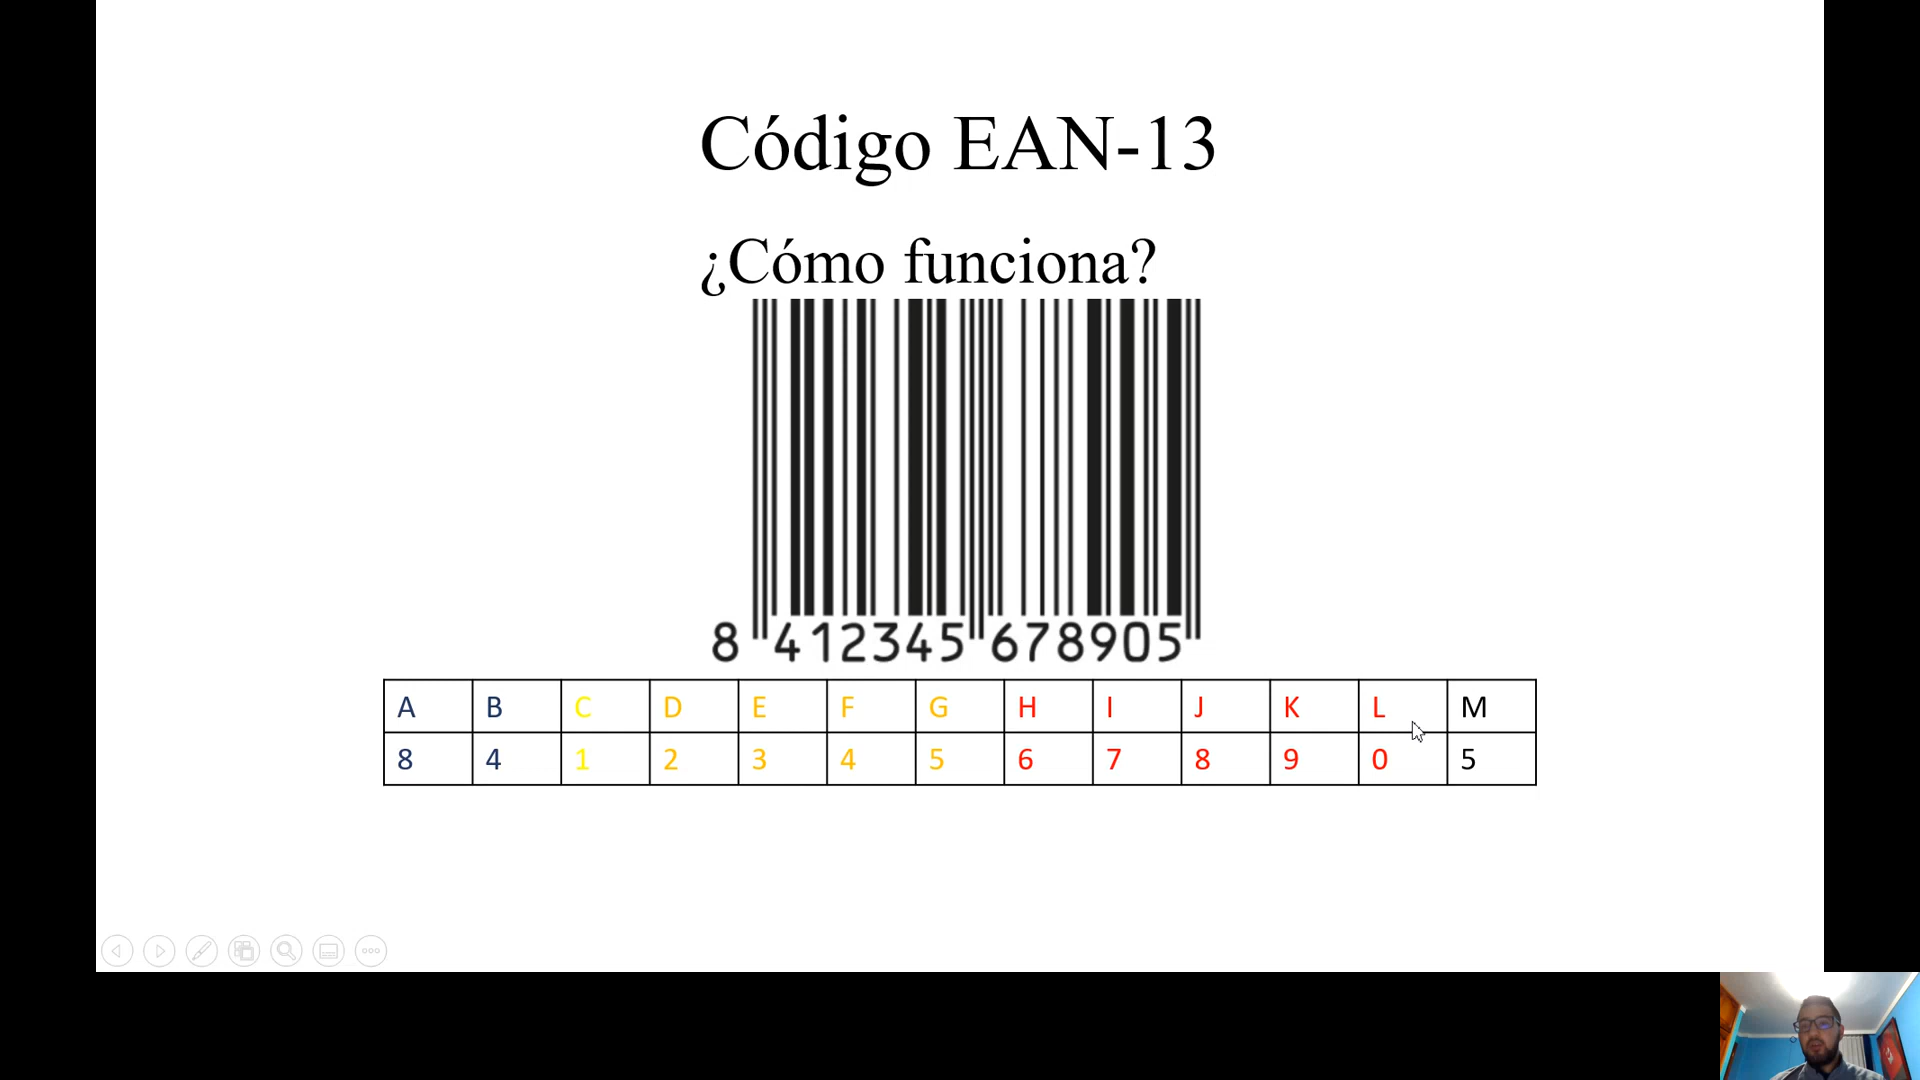 Código EAN-13
¿Cómo funciona?
8 412345 678905
A B C D E F G H I J K L M
8 4 1 2 3 4 5 6 7 8 9 0 5